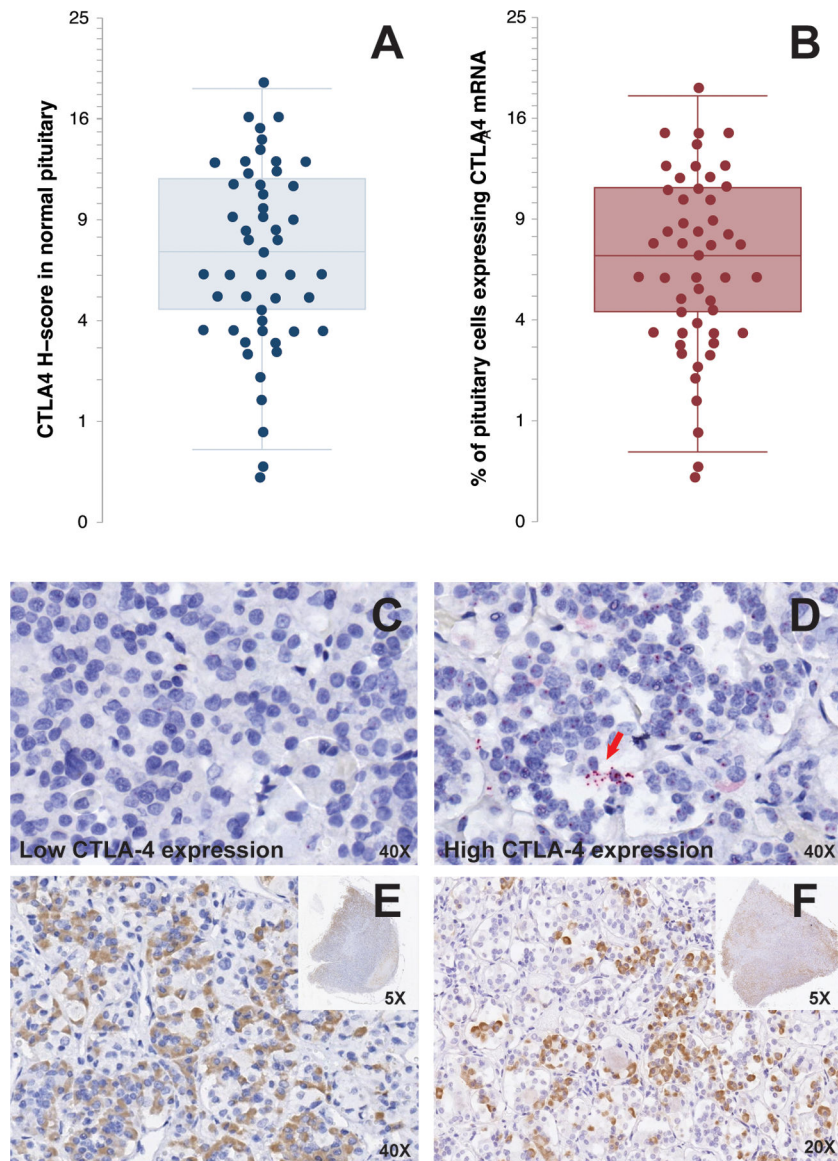 A
CTLA4 H-score in normal pituitary
25
16
9
4
1
0
B
% of pituitary cells expressing CTLA4 mRNA
25
16
9
4
1
0
C
Low CTLA-4 expression
40X
D
High CTLA-4 expression
40X
E
5X
40X
F
5X
20X